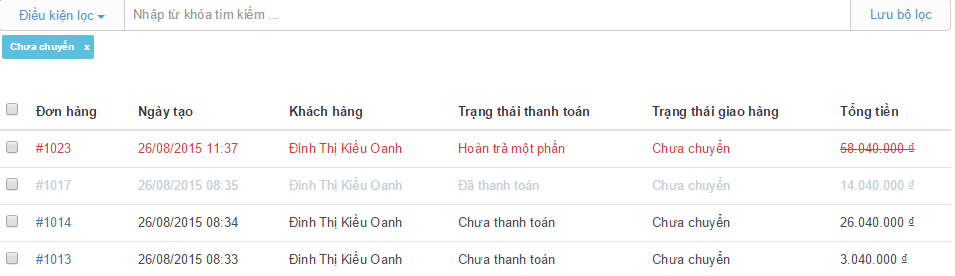 Điều kiện lọc Nhập từ khóa tìm kiếm ... Lưu bộ lọc
Chưa chuyển x
Đơn hàng Ngày tạo Khách hàng Trạng thái thanh toán Trạng thái giao hàng Tổng tiền
#1023 26/08/2015 11:37 Đinh Thị Kiều Oanh Hoàn trả một phần Chưa chuyển 58.040.000 ₫
#1017 26/08/2015 08:35 Đinh Thị Kiều Oanh Đã thanh toán Chưa chuyển 14.040.000 ₫
#1014 26/08/2015 08:34 Đinh Thị Kiều Oanh Chưa thanh toán Chưa chuyển 26.040.000 ₫
#1013 26/08/2015 08:33 Đinh Thị Kiều Oanh Chưa thanh toán Chưa chuyển 3.040.000 ₫